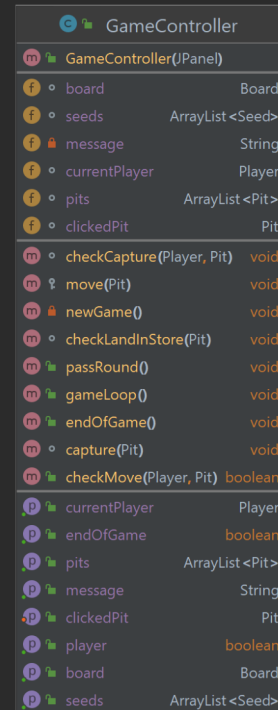 C GameController
m GameController(JPanel)
f board Board
f seeds ArrayList<Seed>
f message String
f currentPlayer Player
f pits ArrayList<Pit>
f clickedPit Pit
m checkCapture(Player, Pit) void
m move(Pit) void
m newGame() void
m checkLandInStore(Pit) void
m passRound() void
m gameLoop() void
m endOfGame() void
m capture(Pit) void
m checkMove(Player, Pit) boolean
p currentPlayer Player
p endOfGame boolean
p pits ArrayList<Pit>
p message String
p clickedPit Pit
p player boolean
p board Board
p seeds ArrayList<Seed>